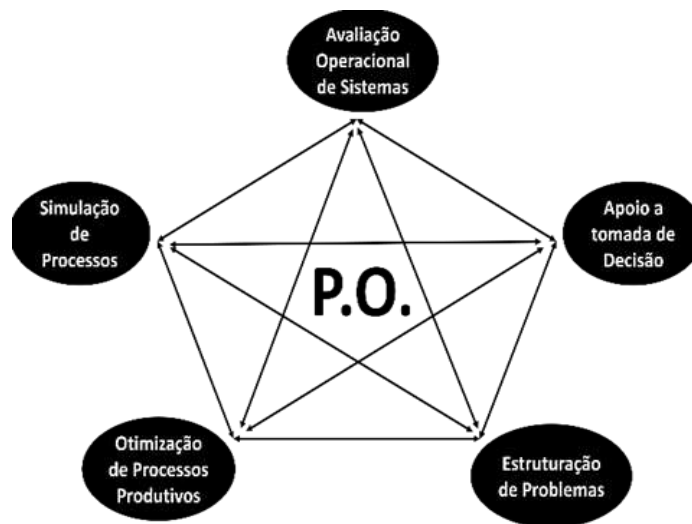 Avaliação
Operacional
de Sistemas
Simulação
de
Processos
Apoio a
tomada de
Decisão
P.O.
Otimização
de Processos
Produtivos
Estruturação
de Problemas